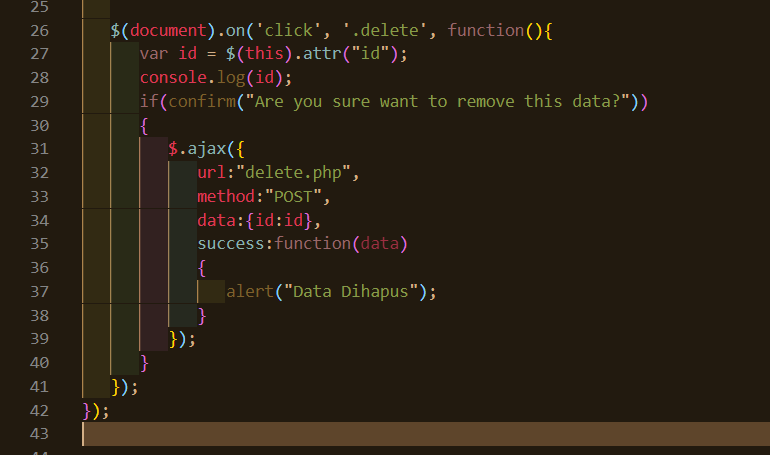 25
26 $(document).on('click', '.delete', function(){
27 var id = $(this).attr("id");
28 console.log(id);
29 if(confirm("Are you sure want to remove this data?"))
30 {
31 $.ajax({
32 url:"delete.php",
33 method:"POST",
34 data:{id:id},
35 success:function(data)
36 {
37 alert("Data Dihapus");
38 }
39 });
40 }
41 });
42 });
43
44